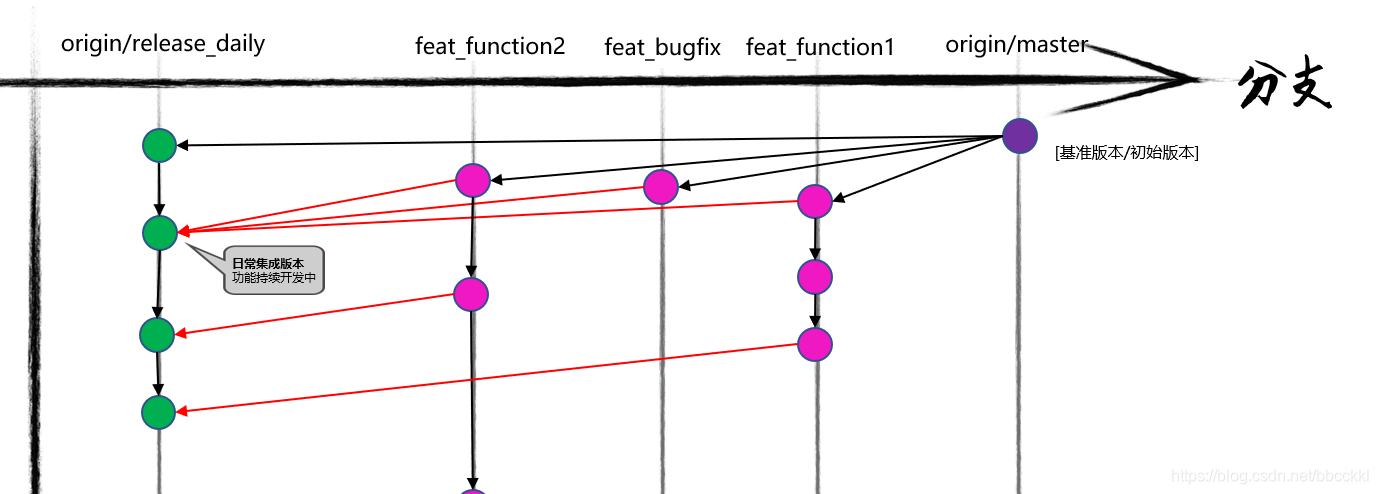 origin/release_daily
feat_function2
feat_bugfix
feat_function1
origin/master
分支
[基准版本/初始版本]
日常集成版本
功能持续开发中
https://blog.csdn.net/bbcckkl